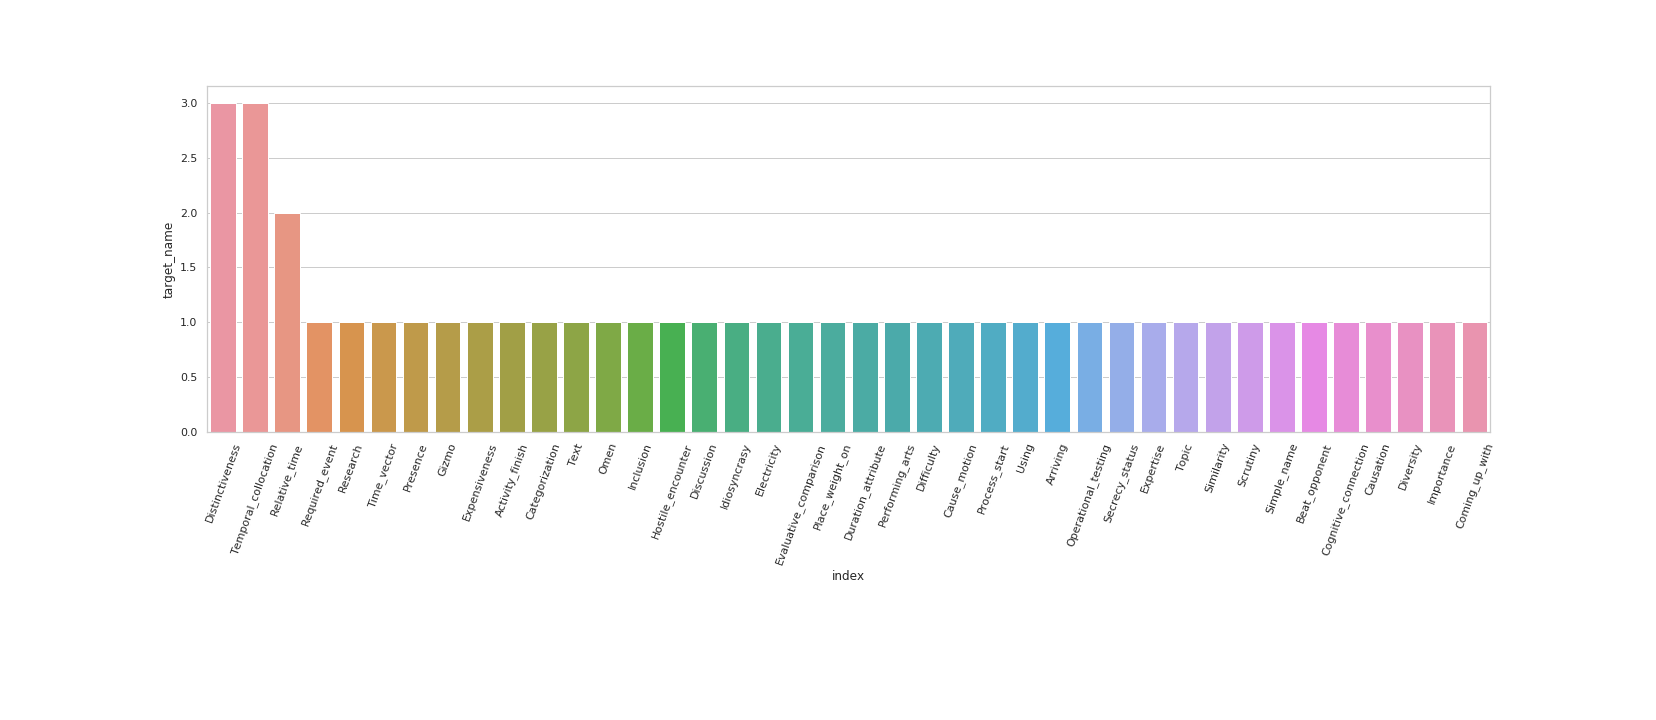 3.0
2.5
2.0
1.5
1.0
0.5
0.0
target_name
Distinctiveness
Temporal_collocation
Relative_time
Required_event
Research
Time_vector
Presence
Gizmo
Expensiveness
Activity_finish
Categorization
Text
Omen
Inclusion
Hostile_encounter
Discussion
Idiosyncrasy
Electricity
Evaluative_comparison
Place_weight_on
Duration_attribute
Performing_arts
Difficulty
Cause_motion
Process_start
Using
Arriving
Operational_testing
Secrecy_status
Expertise
Topic
Similarity
Scrutiny
Simple_name
Beat_opponent
Cognitive_connection
Causation
Diversity
Importance
Coming_up_with
index